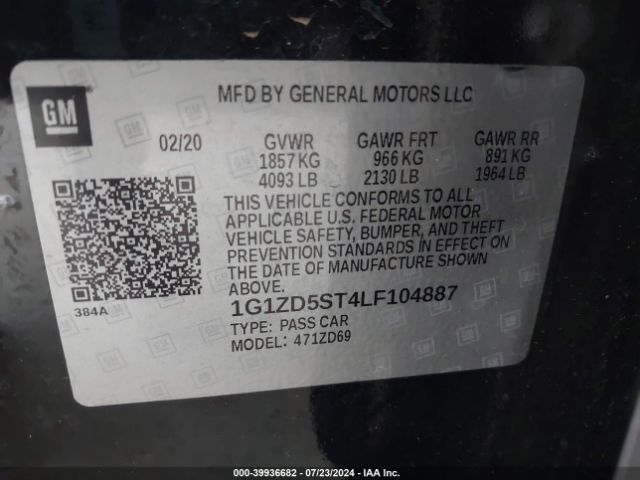 GM
MFD BY GENERAL MOTORS LLC
02/20 GVWR GAWR FRT GAWR RR
1857 KG 966 KG 891 KG
4093 LB 2130 LB 1964 LB
THIS VEHICLE CONFORMS TO ALL
APPLICABLE U.S. FEDERAL MOTOR
VEHICLE SAFETY, BUMPER, AND THEFT
PREVENTION STANDARDS IN EFFECT ON
THE DATE OF MANUFACTURE SHOWN
ABOVE.
384A
1G1ZD5ST4LF104887
TYPE: PASS CAR
MODEL: 471ZD69
000-39936682 / 07/23/2024 - IAA Inc.